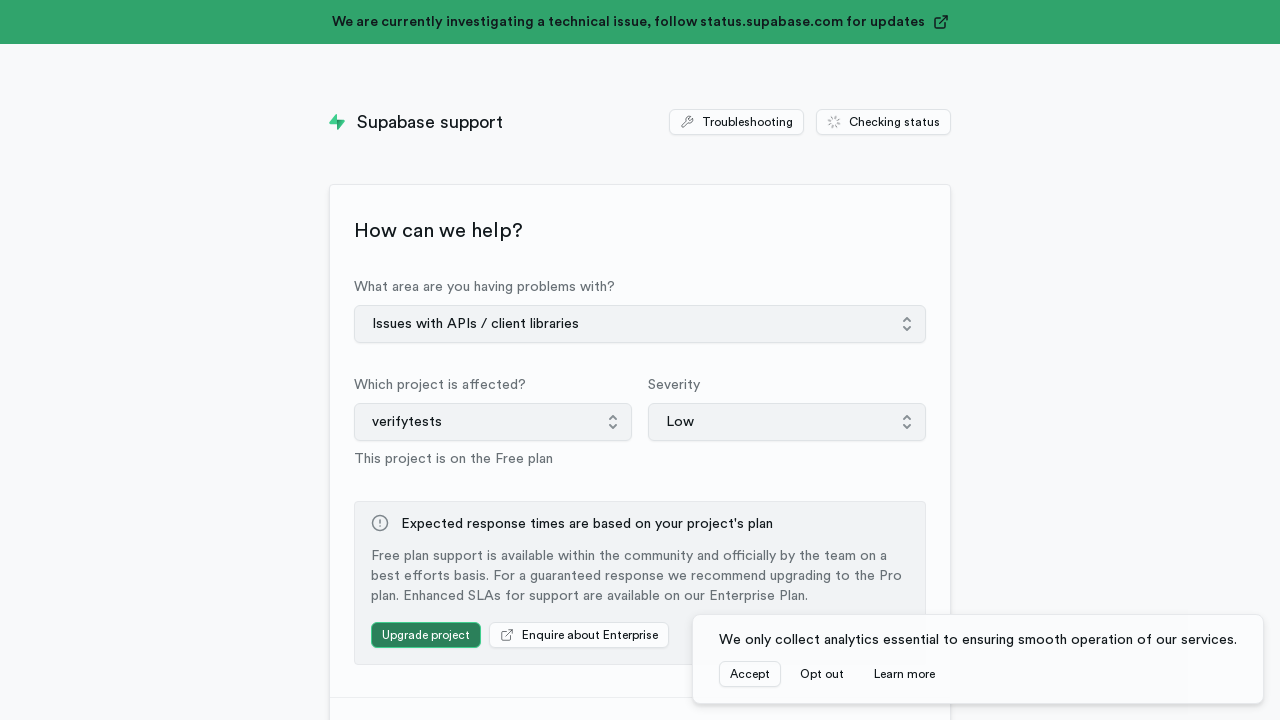 We are currently investigating a technical issue, follow status.supabase.com for updates
Supabase support
Troubleshooting
Checking status
How can we help?
What area are you having problems with?
Issues with APIs / client libraries
Which project is affected?
Severity
verifytests
Low
This project is on the Free plan
Expected response times are based on your project's plan
Free plan support is available within the community and officially by the team on a
best efforts basis. For a guaranteed response we recommend upgrading to the Pro
plan. Enhanced SLAs for support are available on our Enterprise Plan.
Upgrade project
Enquire about Enterprise
We only collect analytics essential to ensuring smooth operation of our services.
Accept
Opt out
Learn more